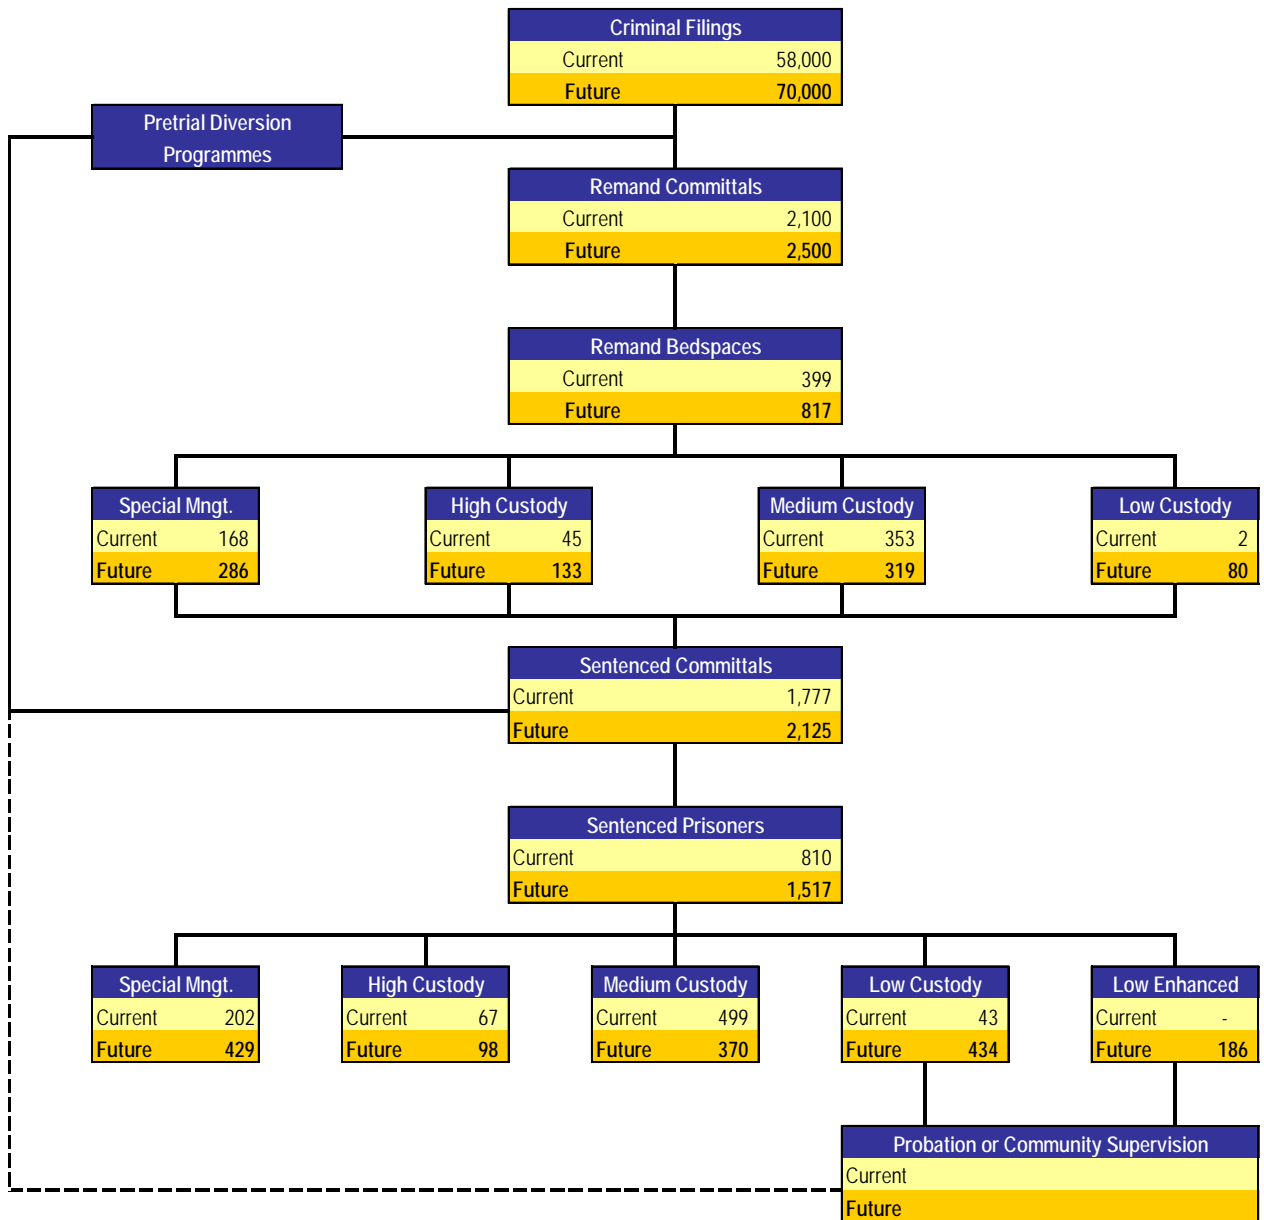 Criminal Filings
Current 58,000
Future 70,000
Pretrial Diversion
Programmes
Remand Committals
Current 2,100
Future 2,500
Remand Bedspaces
Current 399
Future 817
Special Mngt.
Current 168
Future 286
High Custody
Current 45
Future 133
Medium Custody
Current 353
Future 319
Low Custody
Current 2
Future 80
Sentenced Committals
Current 1,777
Future 2,125
Sentenced Prisoners
Current 810
Future 1,517
Special Mngt.
Current 202
Future 429
High Custody
Current 67
Future 98
Medium Custody
Current 499
Future 370
Low Custody
Current 43
Future 434
Low Enhanced
Current -
Future 186
Probation or Community Supervision
Current
Future